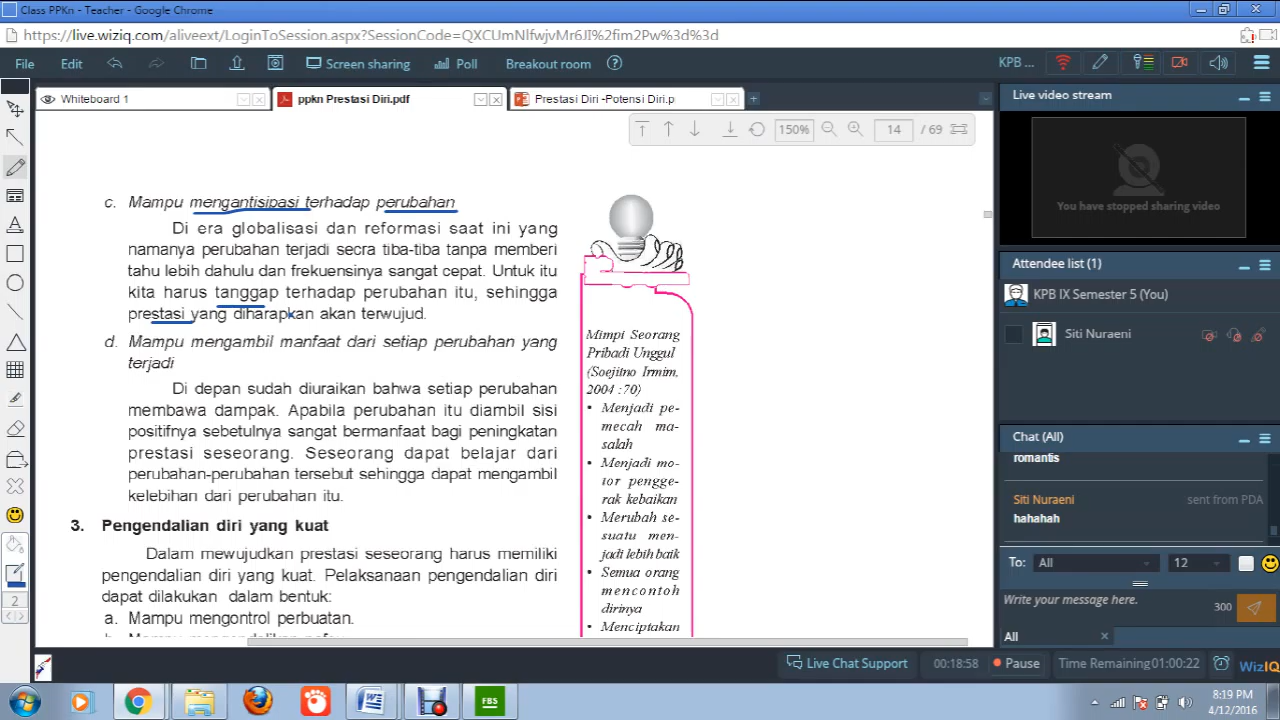 Class PPKn - Teacher - Google Chrome
https://live.wiziq.com/aliveext/LoginToSession.aspx?SessionCode=QXCUmNlfwjvMr6JI%2fim2Pw%3d%3d
File Edit Screen sharing Poll Breakout room ? KPB ...
Whiteboard 1 ppkn Prestasi Diri.pdf Prestasi Diri -Potensi Diri.p
150% 14 / 69
c. Mampu mengantisipasi terhadap perubahan
Di era globalisasi dan reformasi saat ini yang
namanya perubahan terjadi secra tiba-tiba tanpa memberi
tahu lebih dahulu dan frekuensinya sangat cepat. Untuk itu
kita harus tanggap terhadap perubahan itu, sehingga
prestasi yang diharapkan akan terwujud.
d. Mampu mengambil manfaat dari setiap perubahan yang
terjadi
Di depan sudah diuraikan bahwa setiap perubahan
membawa dampak. Apabila perubahan itu diambil sisi
positifnya sebetulnya sangat bermanfaat bagi peningkatan
prestasi seseorang. Seseorang dapat belajar dari
perubahan-perubahan tersebut sehingga dapat mengambil
kelebihan dari perubahan itu.
3. Pengendalian diri yang kuat
Dalam mewujudkan prestasi seseorang harus memiliki
pengendalian diri yang kuat. Pelaksanaan pengendalian diri
dapat dilakukan dalam bentuk:
a. Mampu mengontrol perbuatan.
Mimpi Seorang
Pribadi Unggul
(Soejitno Irmim,
2004 :70)
• Menjadi pe-
mecah ma-
salah
• Menjadi mo-
tor pengge-
rak kebaikan
• Merubah se-
suatu men-
jadi lebih baik
• Semua orang
mencontoh
dirinya
• Menciptakan
Live video stream
You have stopped sharing video
Attendee list (1)
KPB IX Semester 5 (You)
Siti Nuraeni
Chat (All)
romantis
Siti Nuraeni sent from PDA
hahahah
To: All 12
Write your message here. 300
All
2
Live Chat Support 00:18:58 Pause Time Remaining 01:00:22 WizIQ
FBS
8:19 PM
4/12/2016